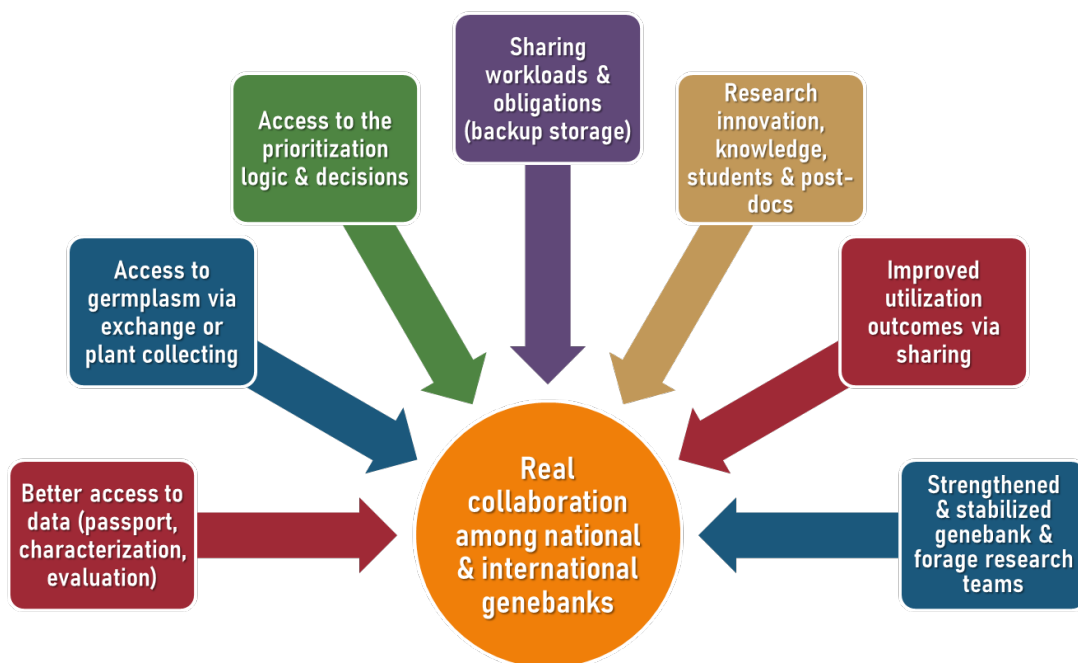 Sharing
workloads &
obligations
(backup storage)
Access to the
prioritization
logic & decisions
Research
innovation,
knowledge,
students & post-
docs
Access to
germplasm via
exchange or
plant collecting
Improved
utilization
outcomes via
sharing
Better access to
data (passport,
characterization,
evaluation)
Real
collaboration
among national
& international
genebanks
Strengthened
& stabilized
genebank &
forage research
teams